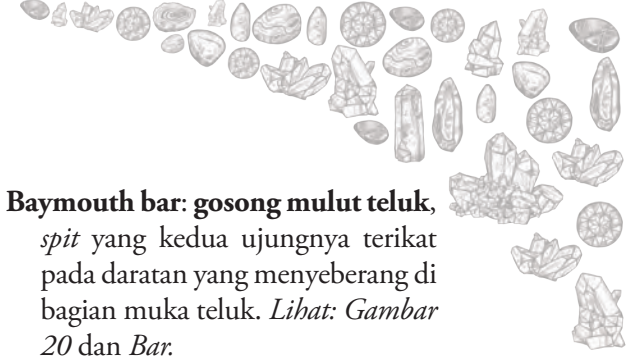 Baymouth bar: gosong mulut teluk,
spit yang kedua ujungnya terikat
pada daratan yang menyeberang di
bagian muka teluk. Lihat: Gambar
20 dan Bar.